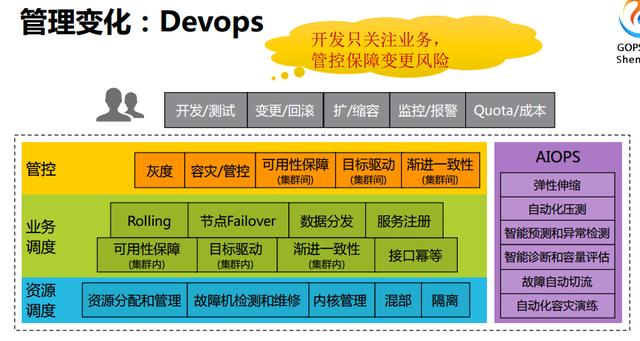 管理变化：Devops
开发只关注业务，
管控保障变更风险
GOPS
Shen
开发/测试
变更/回滚
扩/缩容
监控/报警
Quota/成本
管控
灰度
容灾/管控
可用性保障
(集群间)
目标驱动
(集群间)
渐进一致性
(集群间)
业务
调度
Rolling
节点Failover
数据分发
服务注册
可用性保障
(集群内)
目标驱动
(集群内)
渐进一致性
(集群内)
接口幂等
资源
调度
资源分配和管理
故障机检测和维修
内核管理
混部
隔离
AIOPS
弹性伸缩
自动化压测
智能预测和异常检测
智能诊断和容量评估
故障自动切流
自动化容灾演练